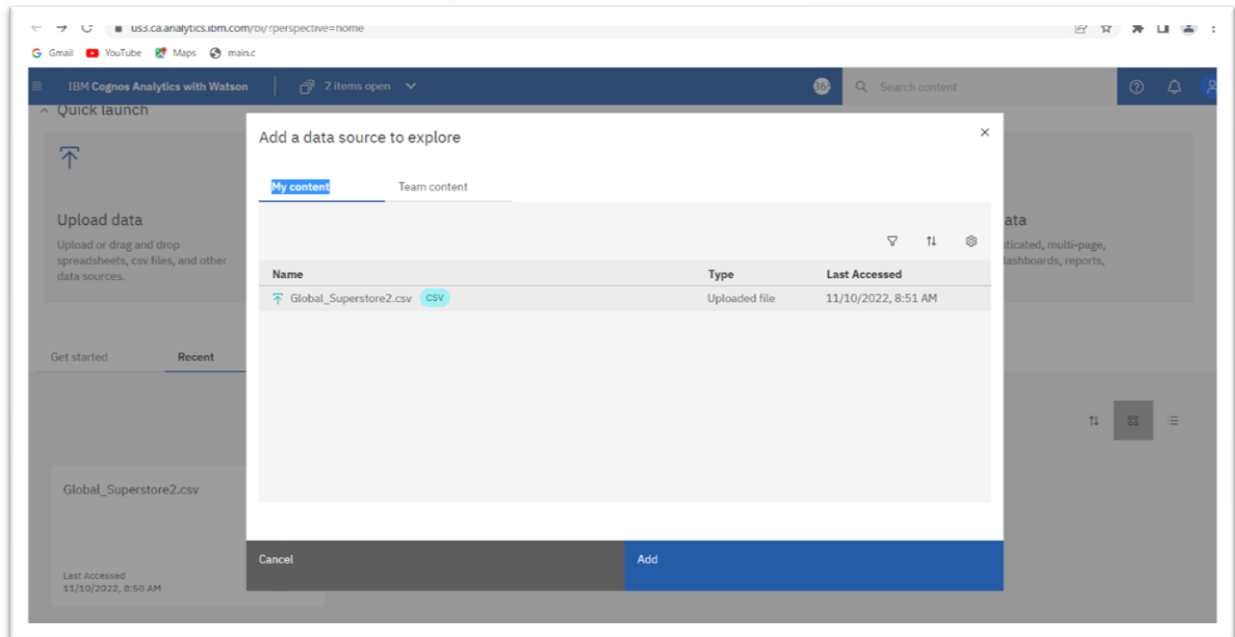 us3.ca.analytics.ibm.com/bi/?perspective=home
Gmail YouTube Maps main.c
IBM Cognos Analytics with Watson 2 items open Search content
Quick launch
Add a data source to explore
My content Team content
Upload data
Upload or drag and drop
spreadsheets, csv files, and other
data sources.
ata
ticated, multi-page,
lashboards, reports,
Name Type Last Accessed
Global_Superstore2.csv CSV Uploaded file 11/10/2022, 8:51 AM
Get started Recent
Global_Superstore2.csv
Last Accessed
11/10/2022, 8:50 AM
Cancel Add